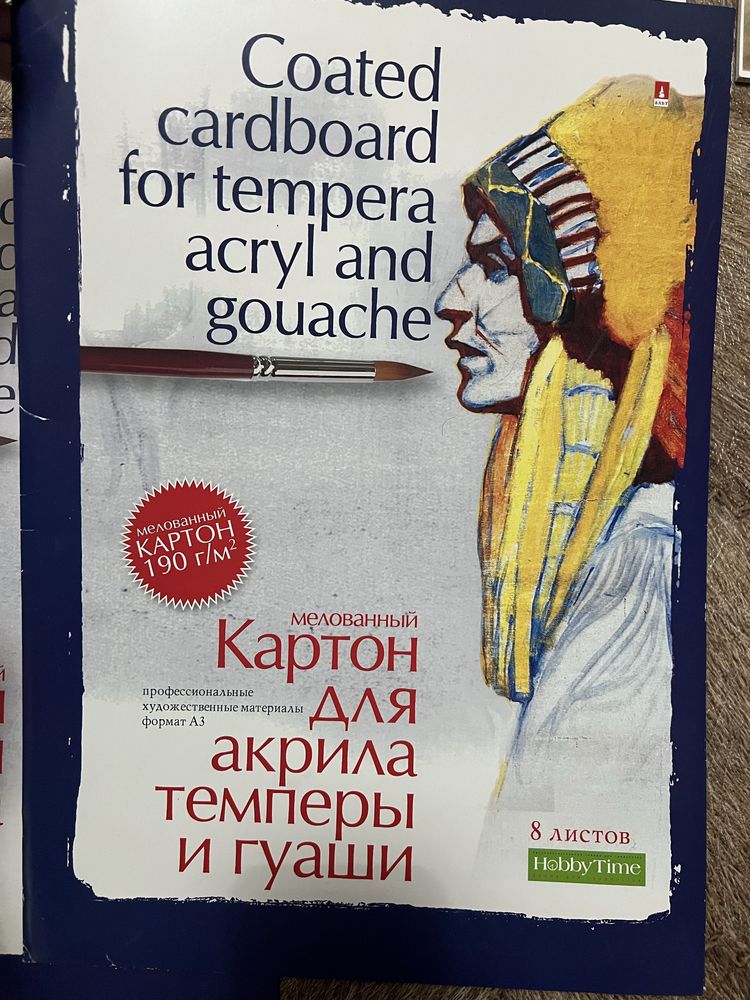 Coated
cardboard
for tempera
acryl and
gouache
АЛЬТ
мелованный
КАРТОН
190 г/м²
мелованный
Картон
для
акрила
темперы
и гуаши
профессиональные
художественные материалы
формат А3
8 листов
HobbyTime